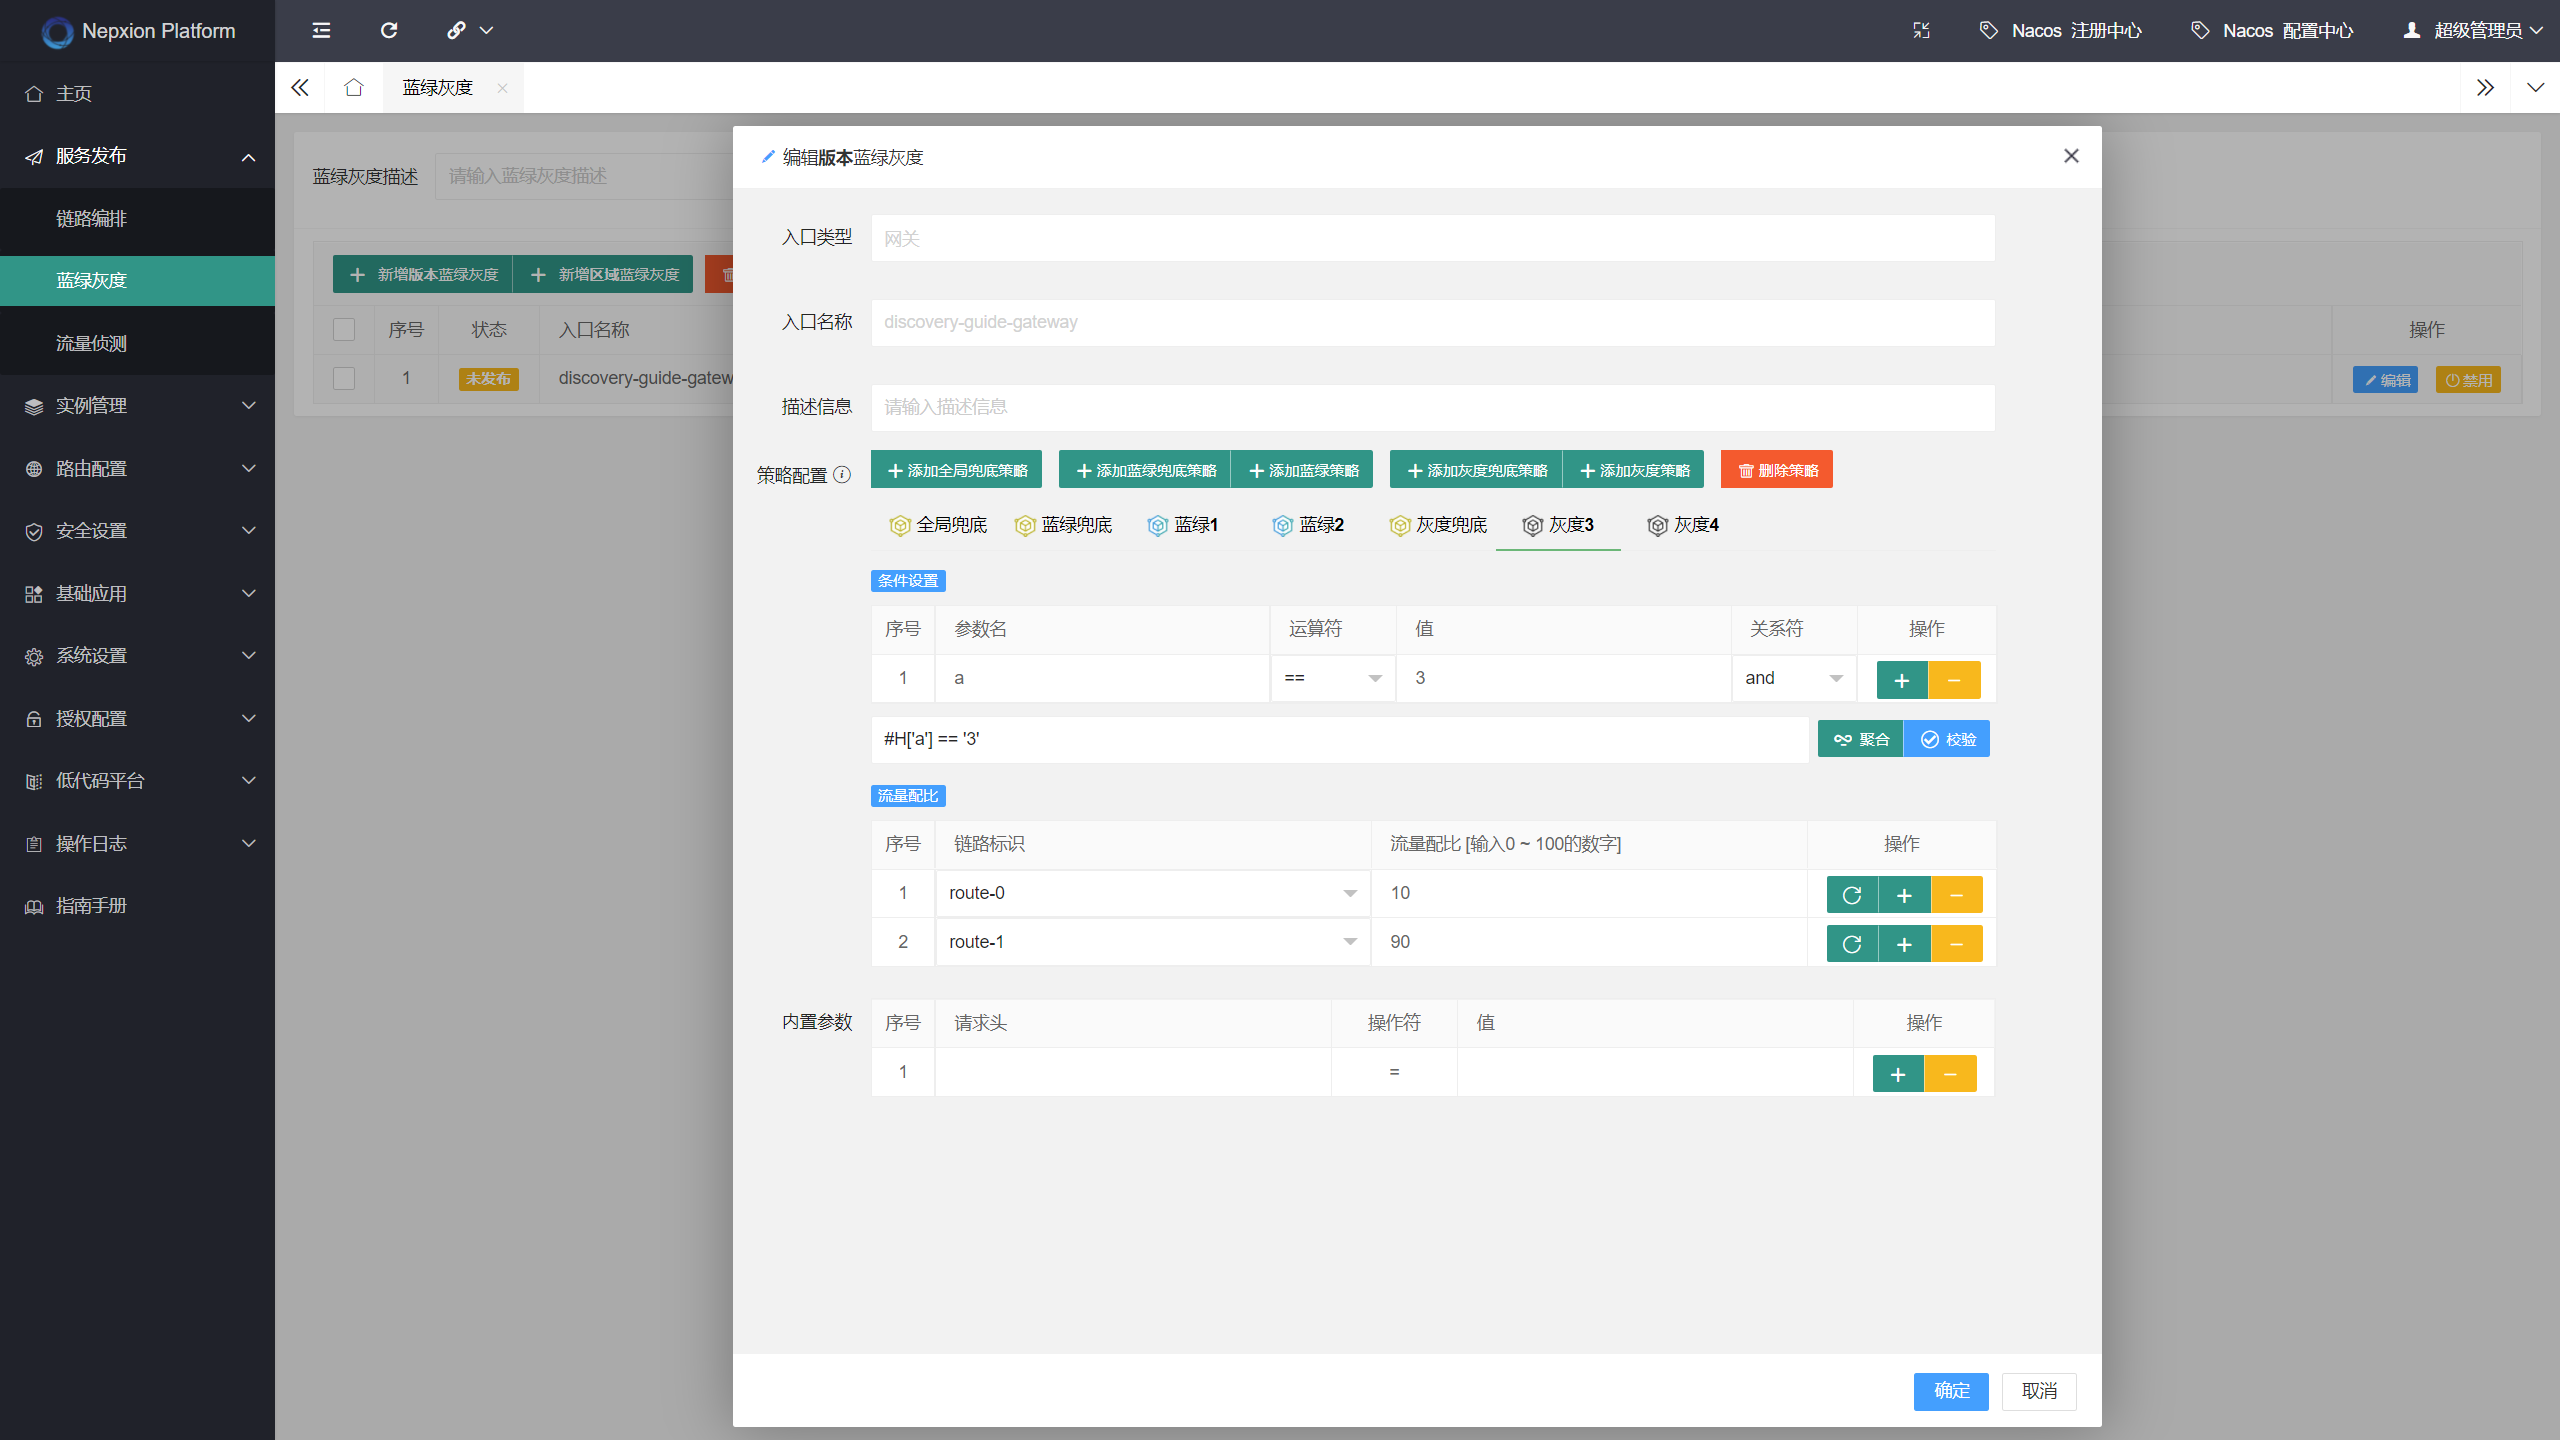 Nepxion Platform
Nacos 注册中心
Nacos 配置中心
超级管理员
主页
服务发布
链路编排
蓝绿灰度
流量侦测
实例管理
路由配置
安全设置
基础应用
系统设置
授权配置
低代码平台
操作日志
指南手册
蓝绿灰度
蓝绿灰度描述
请输入蓝绿灰度描述
新增版本蓝绿灰度
新增区域蓝绿灰度
序号 状态 入口名称 操作
1 未发布 discovery-guide-gatew 编辑 禁用
编辑版本蓝绿灰度
入口类型 网关
入口名称 discovery-guide-gateway
描述信息 请输入描述信息
策略配置 添加全局兜底策略 添加蓝绿兜底策略 添加蓝绿策略 添加灰度兜底策略 添加灰度策略 删除策略
全局兜底 蓝绿兜底 蓝绿1 蓝绿2 灰度兜底 灰度3 灰度4
条件设置
序号 参数名 运算符 值 关系符 操作
1 a == 3 and
#H['a'] == '3' 聚合 校验
流量配比
序号 链路标识 流量配比 [输入0 ~ 100的数字] 操作
1 route-0 10
2 route-1 90
内置参数 序号 请求头 操作符 值 操作
1 =
确定 取消